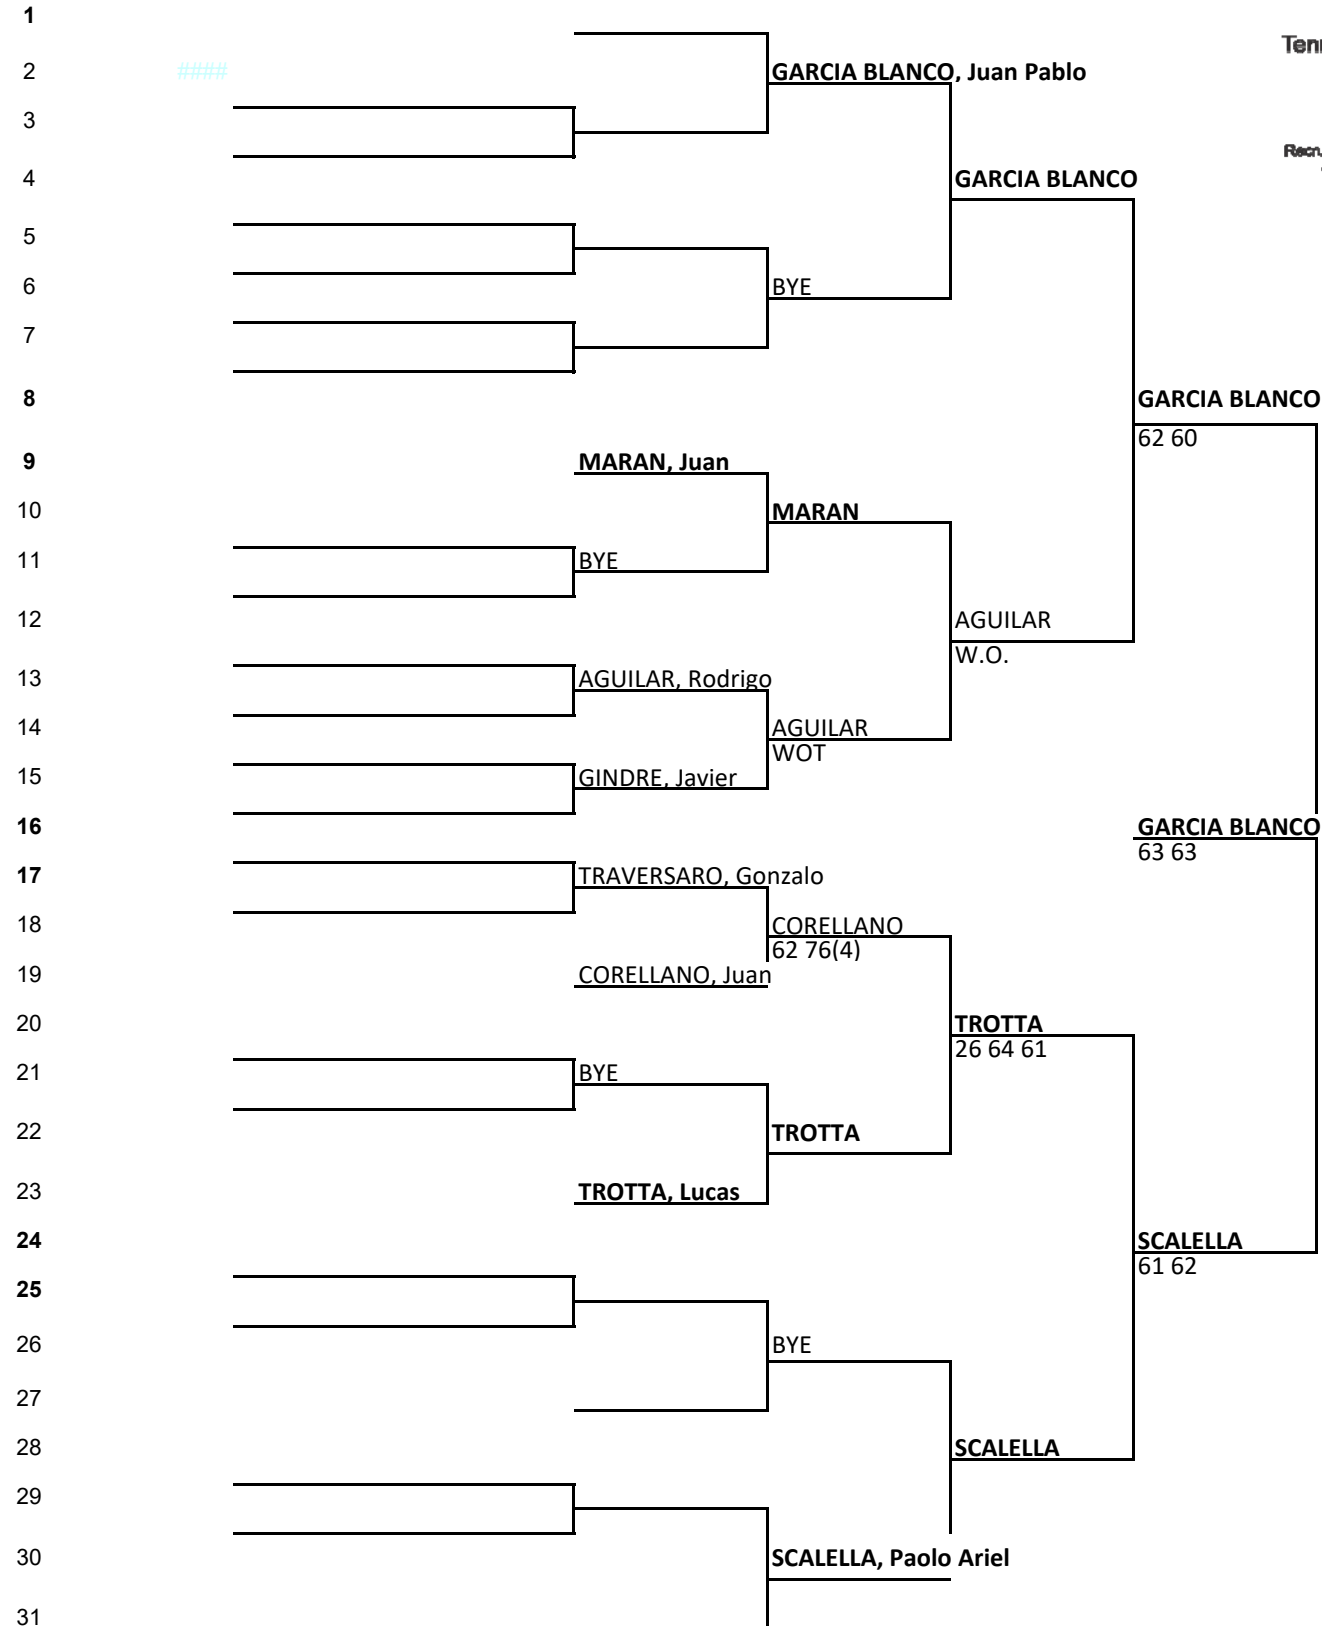 1
2
####
GARCIA BLANCO, Juan Pablo
3
4
GARCIA BLANCO
5
6
BYE
7
8
GARCIA BLANCO
62 60
9
MARAN, Juan
10
MARAN
11
BYE
12
AGUILAR
W.O.
13
AGUILAR, Rodrigo
14
AGUILAR
WOT
15
GINDRE, Javier
16
GARCIA BLANCO
63 63
17
TRAVERSARO, Gonzalo
18
CORELLANO
62 76(4)
19
CORELLANO, Juan
20
TROTTA
26 64 61
21
BYE
22
TROTTA
23
TROTTA, Lucas
24
SCALELLA
61 62
25
26
BYE
27
28
SCALELLA
29
30
SCALELLA, Paolo Ariel
31